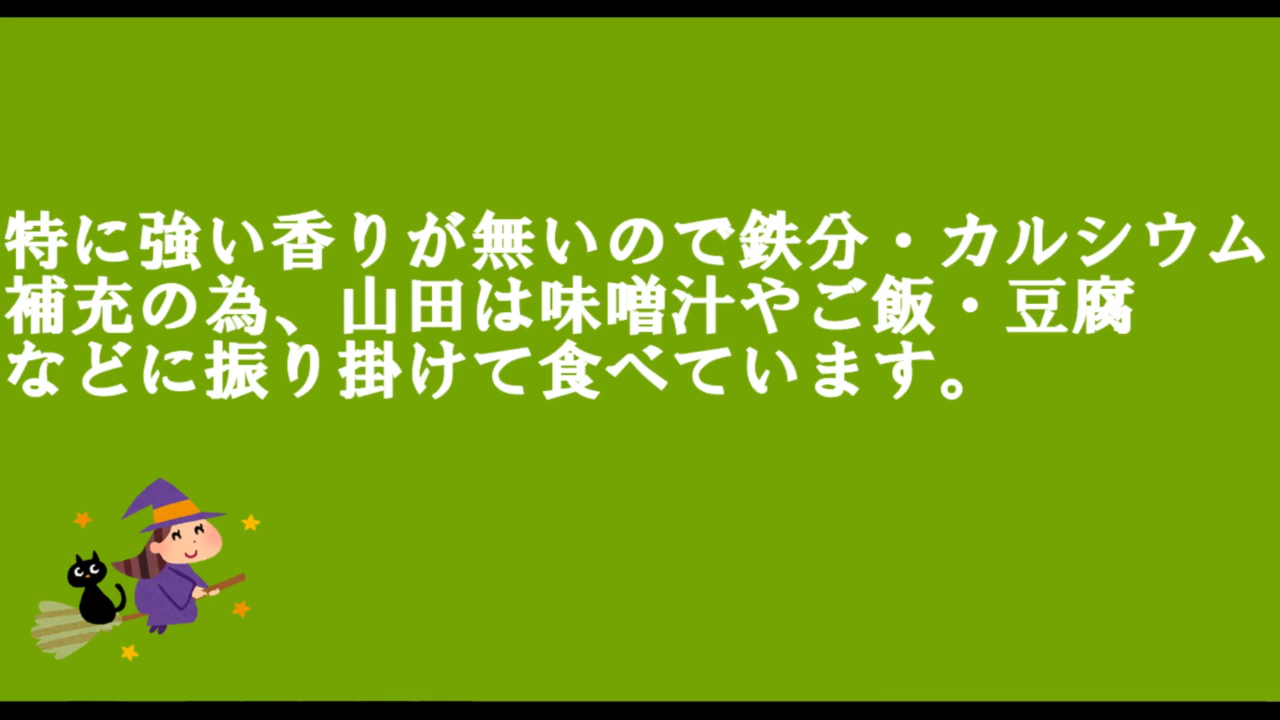 特に強い香りが無いので鉄分・カルシウム
補充の為、山田は味噌汁やご飯・豆腐
などに振り掛けて食べています。